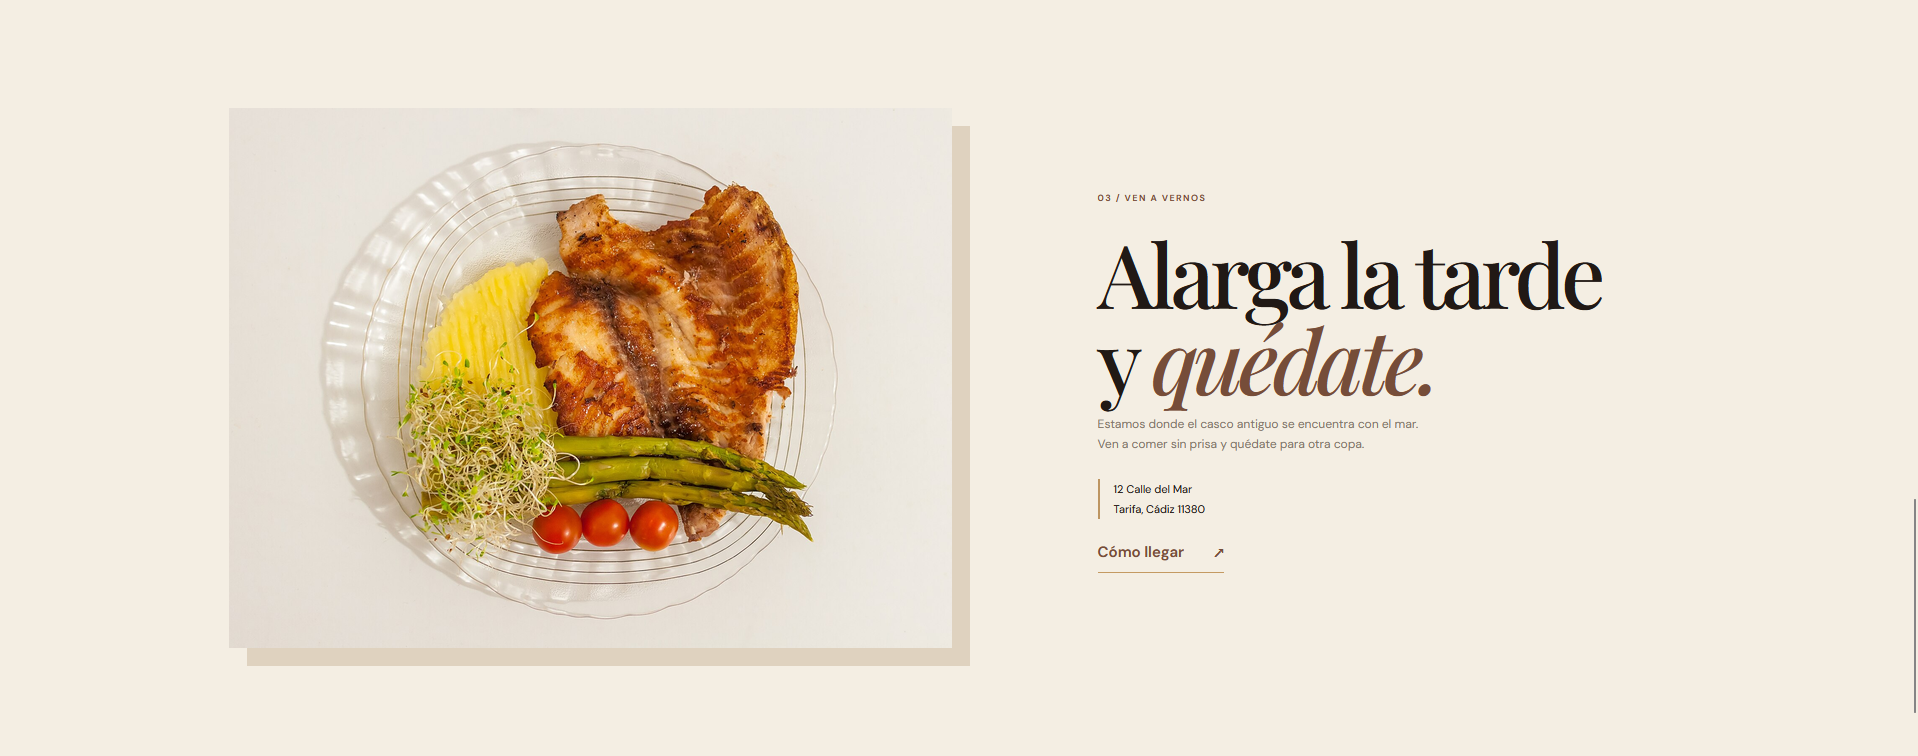 03 / VEN A VERNOS
Alarga la tarde
y quédate.
Estamos donde el casco antiguo se encuentra con el mar.
Ven a comer sin prisa y quédate para otra copa.
12 Calle del Mar
Tarifa, Cádiz 11380
Cómo llegar ↗